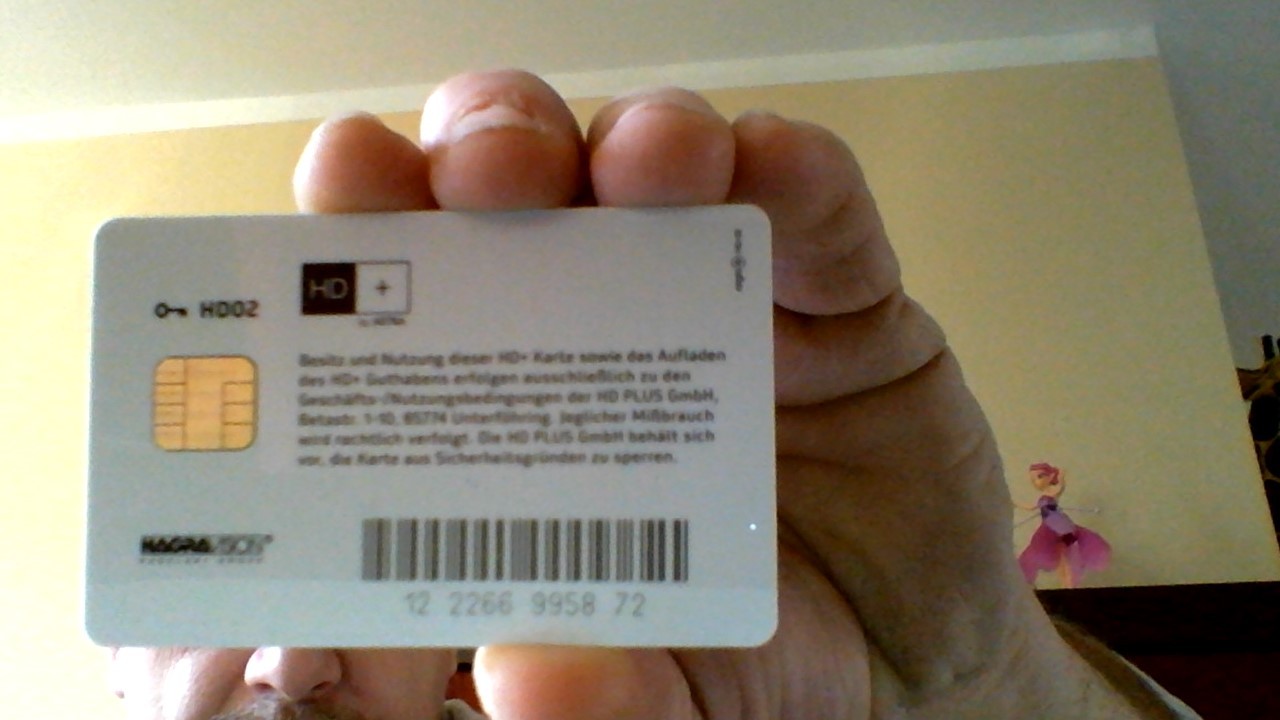 HD02
HD +
Besitz und Nutzung dieser HD+ Karte sowie das Aufladen
des HD+ Guthabens erfolgen ausschließlich zu den
Geschäfts-/Nutzungsbedingungen der HD PLUS GmbH,
Betastr. 1-10, 85774 Unterföhring. Jeglicher Mißbrauch
wird rechtlich verfolgt. Die HD PLUS GmbH behält sich
vor, die Karte aus Sicherheitsgründen zu sperren.
NAGRAVISION®
KUDELSKI GROUP
12 2266 9958 72